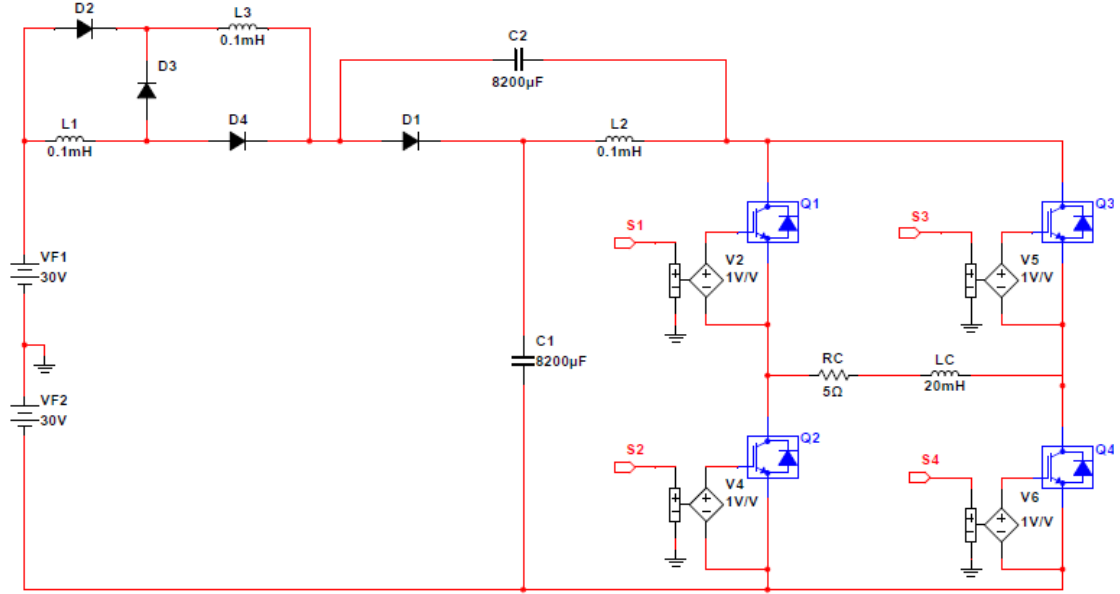 D2
L3
0.1mH
C2
8200µF
D3
L1
0.1mH
D4
D1
L2
0.1mH
Q1
Q3
S1
S3
V2
1V/V
V5
1V/V
VF1
30V
C1
8200µF
RC
5Ω
LC
20mH
VF2
30V
Q2
Q4
S2
S4
V4
1V/V
V6
1V/V